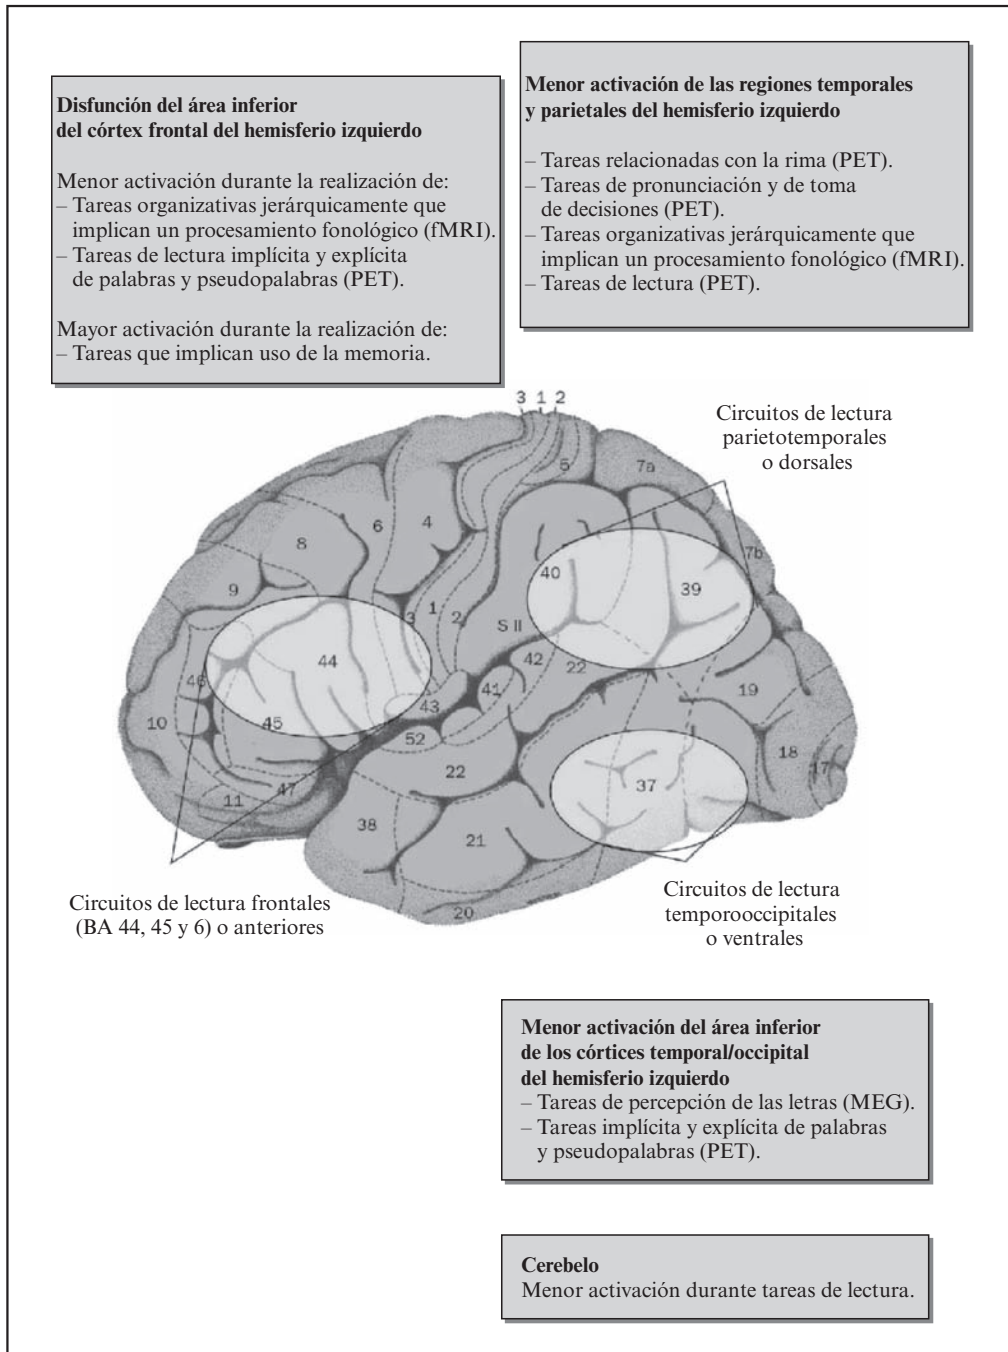 Disfunción del área inferior
del córtex frontal del hemisferio izquierdo
Menor activación durante la realización de:
– Tareas organizativas jerárquicamente que
implican un procesamiento fonológico (fMRI).
– Tareas de lectura implícita y explícita
de palabras y pseudopalabras (PET).
Mayor activación durante la realización de:
– Tareas que implican uso de la memoria.
Menor activación de las regiones temporales
y parietales del hemisferio izquierdo
– Tareas relacionadas con la rima (PET).
– Tareas de pronunciación y de toma
de decisiones (PET).
– Tareas organizativas jerárquicamente que
implican un procesamiento fonológico (fMRI).
– Tareas de lectura (PET).
Circuitos de lectura
parietotemporales
o dorsales
3 1 2
5
7a
7b
6
4
8
9
40
39
3
1
2
S II
44
42
22
41
43
46
45
10
52
19
18
17
47
11
22
37
38
21
20
Circuitos de lectura frontales
(BA 44, 45 y 6) o anteriores
Circuitos de lectura
temporooccipitales
o ventrales
Menor activación del área inferior
de los córtices temporal/occipital
del hemisferio izquierdo
– Tareas de percepción de las letras (MEG).
– Tareas implícita y explícita de palabras
y pseudopalabras (PET).
Cerebelo
Menor activación durante tareas de lectura.